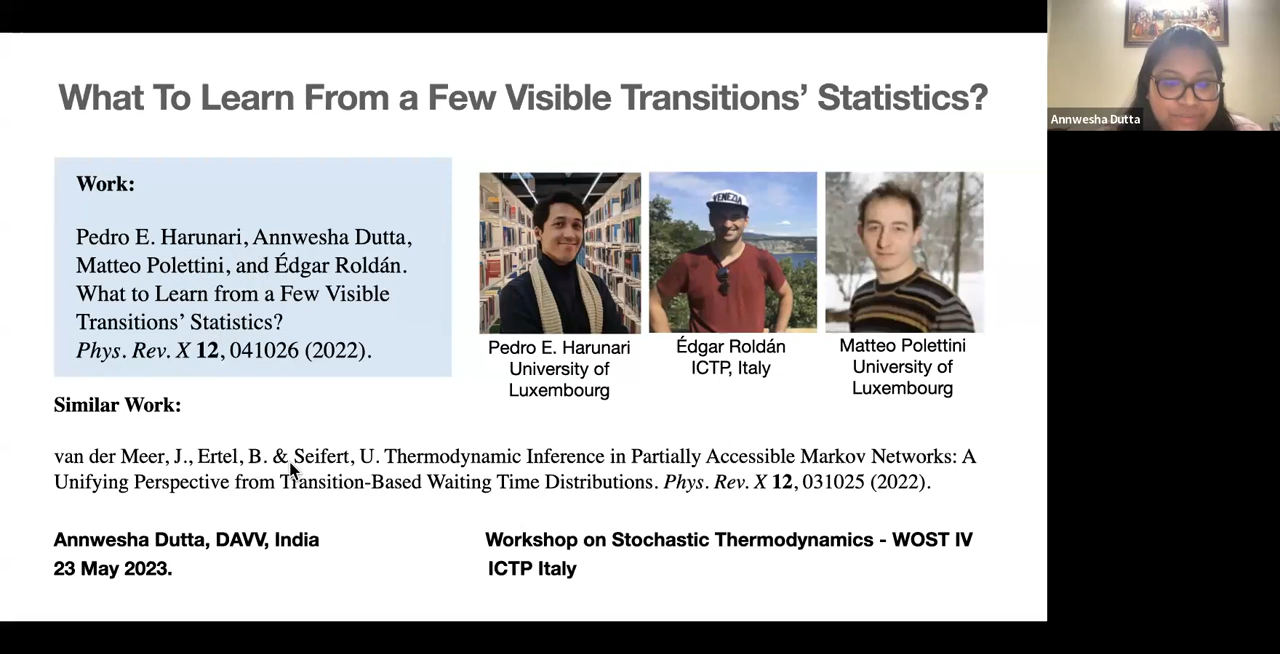 What To Learn From a Few Visible Transitions' Statistics?
Annwesha Dutta
Work:
Pedro E. Harunari, Annwesha Dutta,
Matteo Polettini, and Édgar Roldán.
What to Learn from a Few Visible
Transitions' Statistics?
Phys. Rev. X 12, 041026 (2022).
VENEZIA
Pedro E. Harunari
University of
Luxembourg
Édgar Roldán
ICTP, Italy
Matteo Polettini
University of
Luxembourg
Similar Work:
van der Meer, J., Ertel, B. & Seifert, U. Thermodynamic Inference in Partially Accessible Markov Networks: A
Unifying Perspective from Transition-Based Waiting Time Distributions. Phys. Rev. X 12, 031025 (2022).
Annwesha Dutta, DAVV, India
23 May 2023.
Workshop on Stochastic Thermodynamics - WOST IV
ICTP Italy